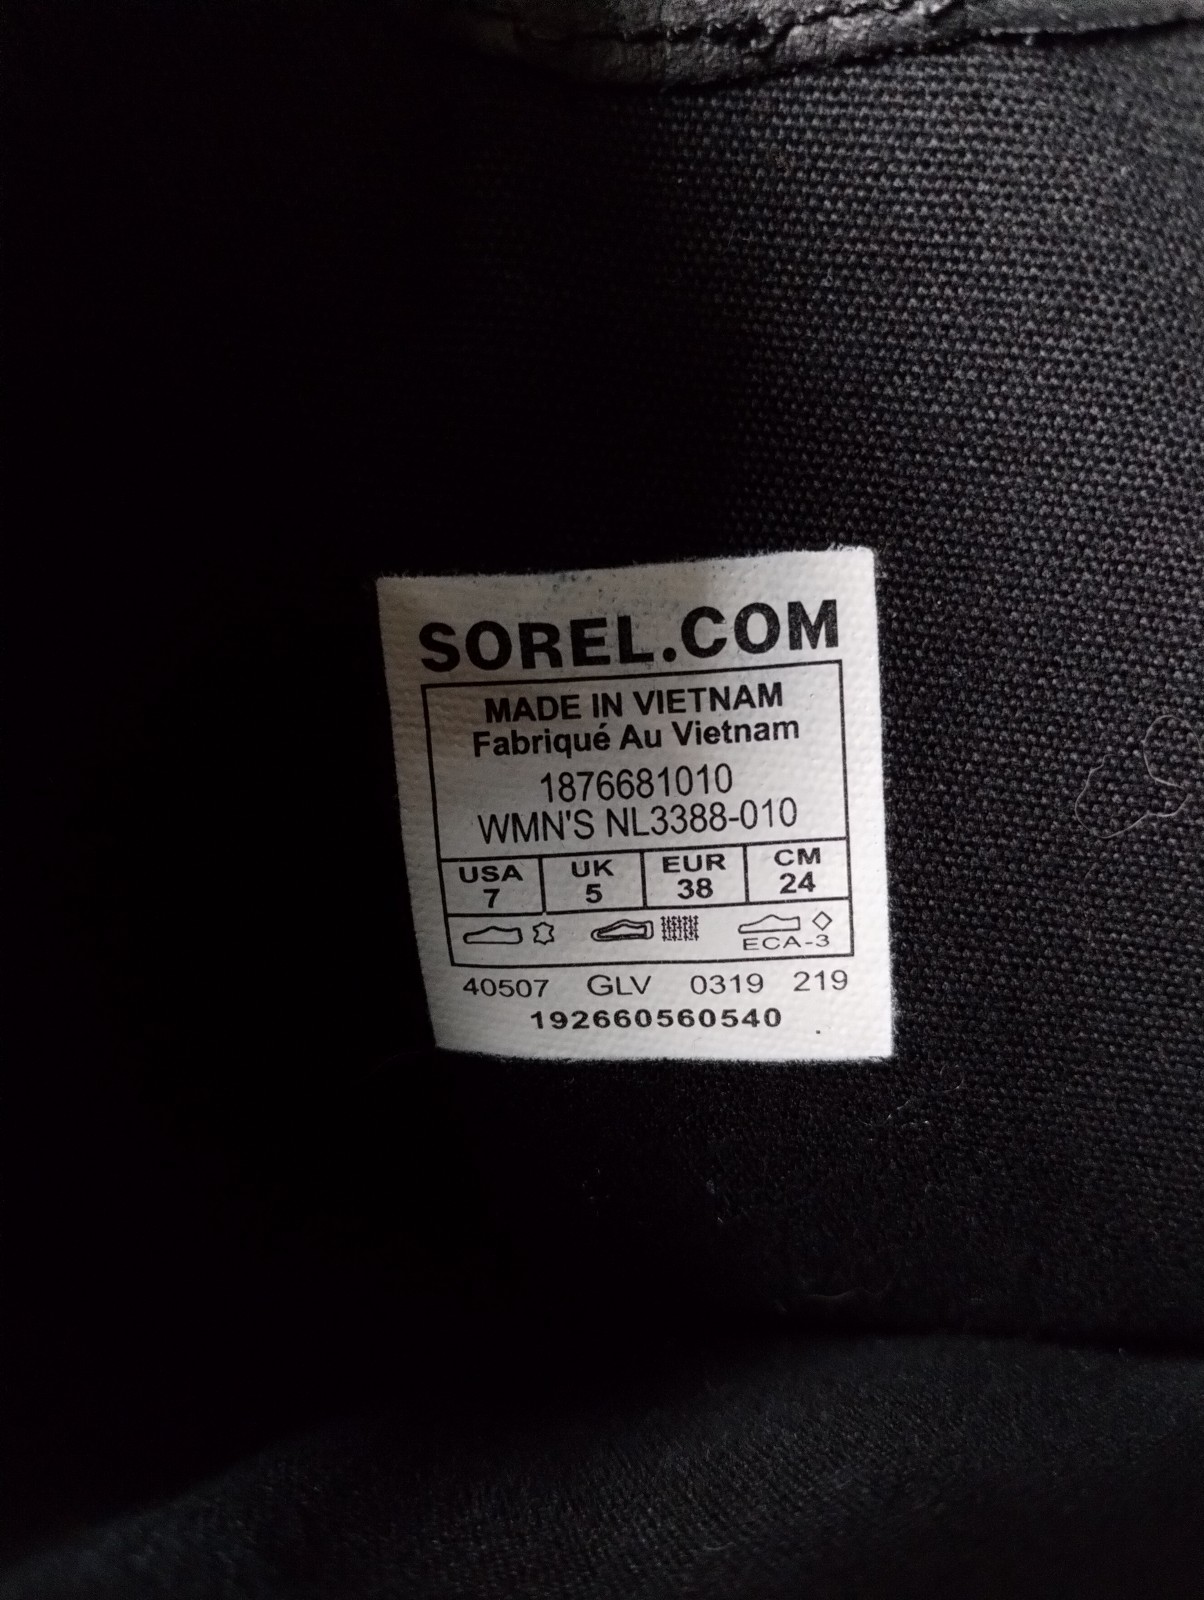 SOREL.COM
MADE IN VIETNAM
Fabriqué Au Vietnam
1876681010
WMN'S NL3388-010
USA UK EUR CM
7 5 38 24
ECA-3
40507 GLV 0319 219
192660560540